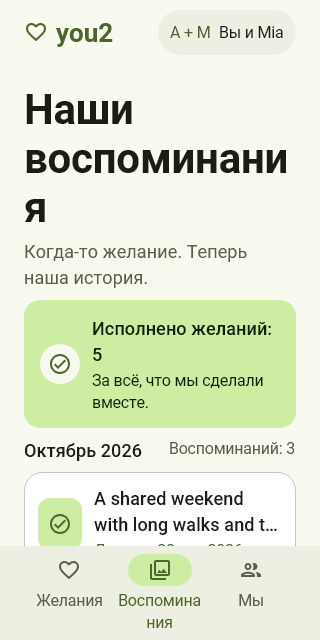 you2
A + M Вы и Mia
Наши
воспоминани
я
Когда-то желание. Теперь
наша история.
Исполнено желаний:
5
За всё, что мы сделали
вместе.
Октябрь 2026
Воспоминаний: 3
A shared weekend
with long walks and t…
Желания
Воспомина
ния
Мы